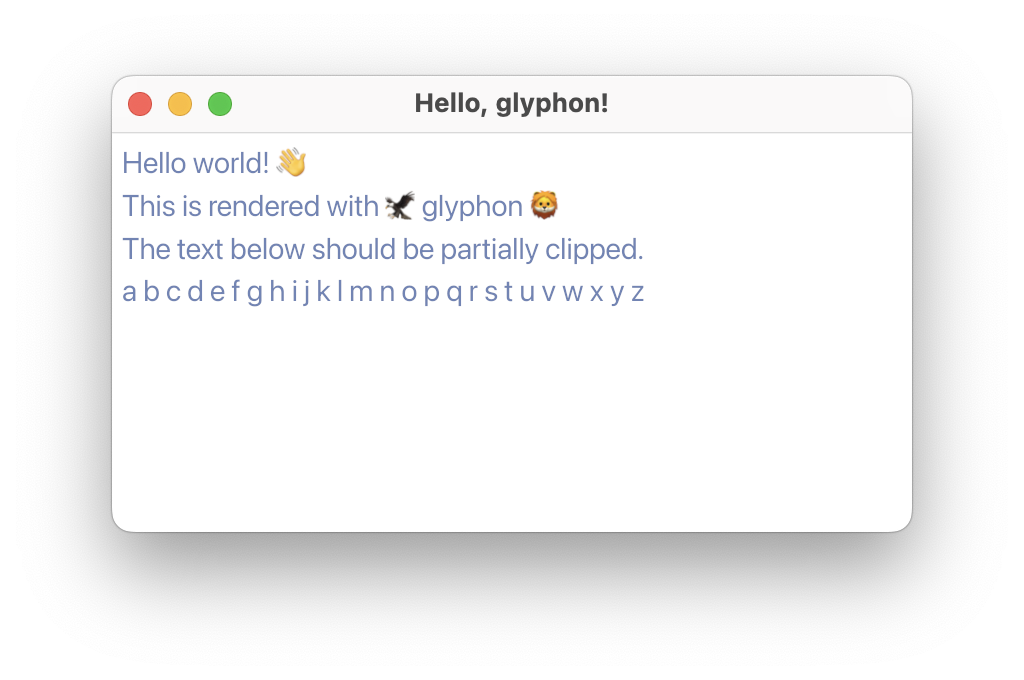 Hello, glyphon!
Hello world! 👋
This is rendered with 🦅 glyphon 🦁
The text below should be partially clipped.
a b c d e f g h i j k l m n o p q r s t u v w x y z